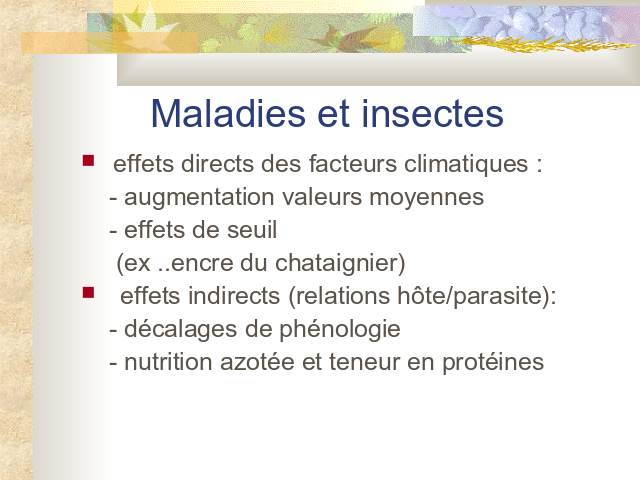 Maladies et insectes
effets directs des facteurs climatiques :
- augmentation valeurs moyennes
- effets de seuil
(ex ..encre du chataignier)
effets indirects (relations hôte/parasite):
- décalages de phénologie
- nutrition azotée et teneur en protéines